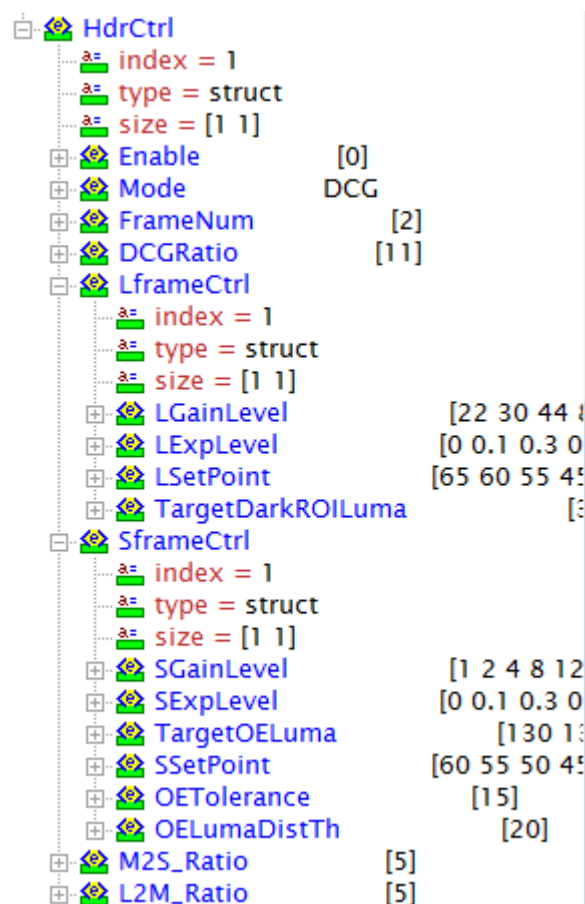 HdrCtrl
index = 1
type = struct
size = [1 1]
Enable [0]
Mode DCG
FrameNum [2]
DCGRatio [11]
LframeCtrl
index = 1
type = struct
size = [1 1]
LGainLevel [22 30 44
LExpLevel [0 0.1 0.3 0
LSetPoint [65 60 55 45
TargetDarkROILuma
SframeCtrl
index = 1
type = struct
size = [1 1]
SGainLevel [1 2 4 8 12
SExpLevel [0 0.1 0.3 0
TargetOELuma [130
SSetPoint [60 55 50 45
OETolerance [15]
OELumaDistTh [20]
M2S_Ratio [5]
L2M_Ratio [5]